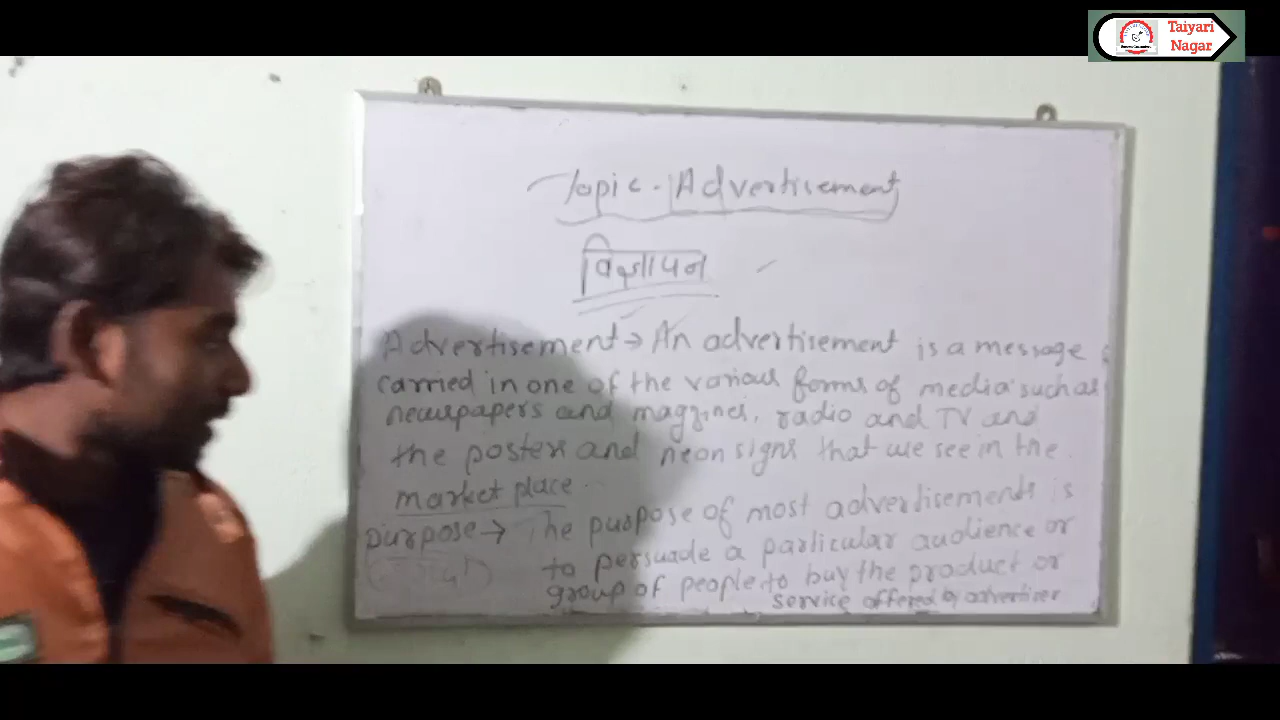 Taiyari
Nagar
Topic - Advertisement
विज्ञापन
Advertisement → An advertisement is a message
carried in one of the various forms of media such as
newspapers and magzines, radio and TV and
the posters and neon signs that we see in the
market place
Purpose → The purpose of most advertisements is
to persuade a particular audience or
group of people to buy the product or
service offered by advertiser